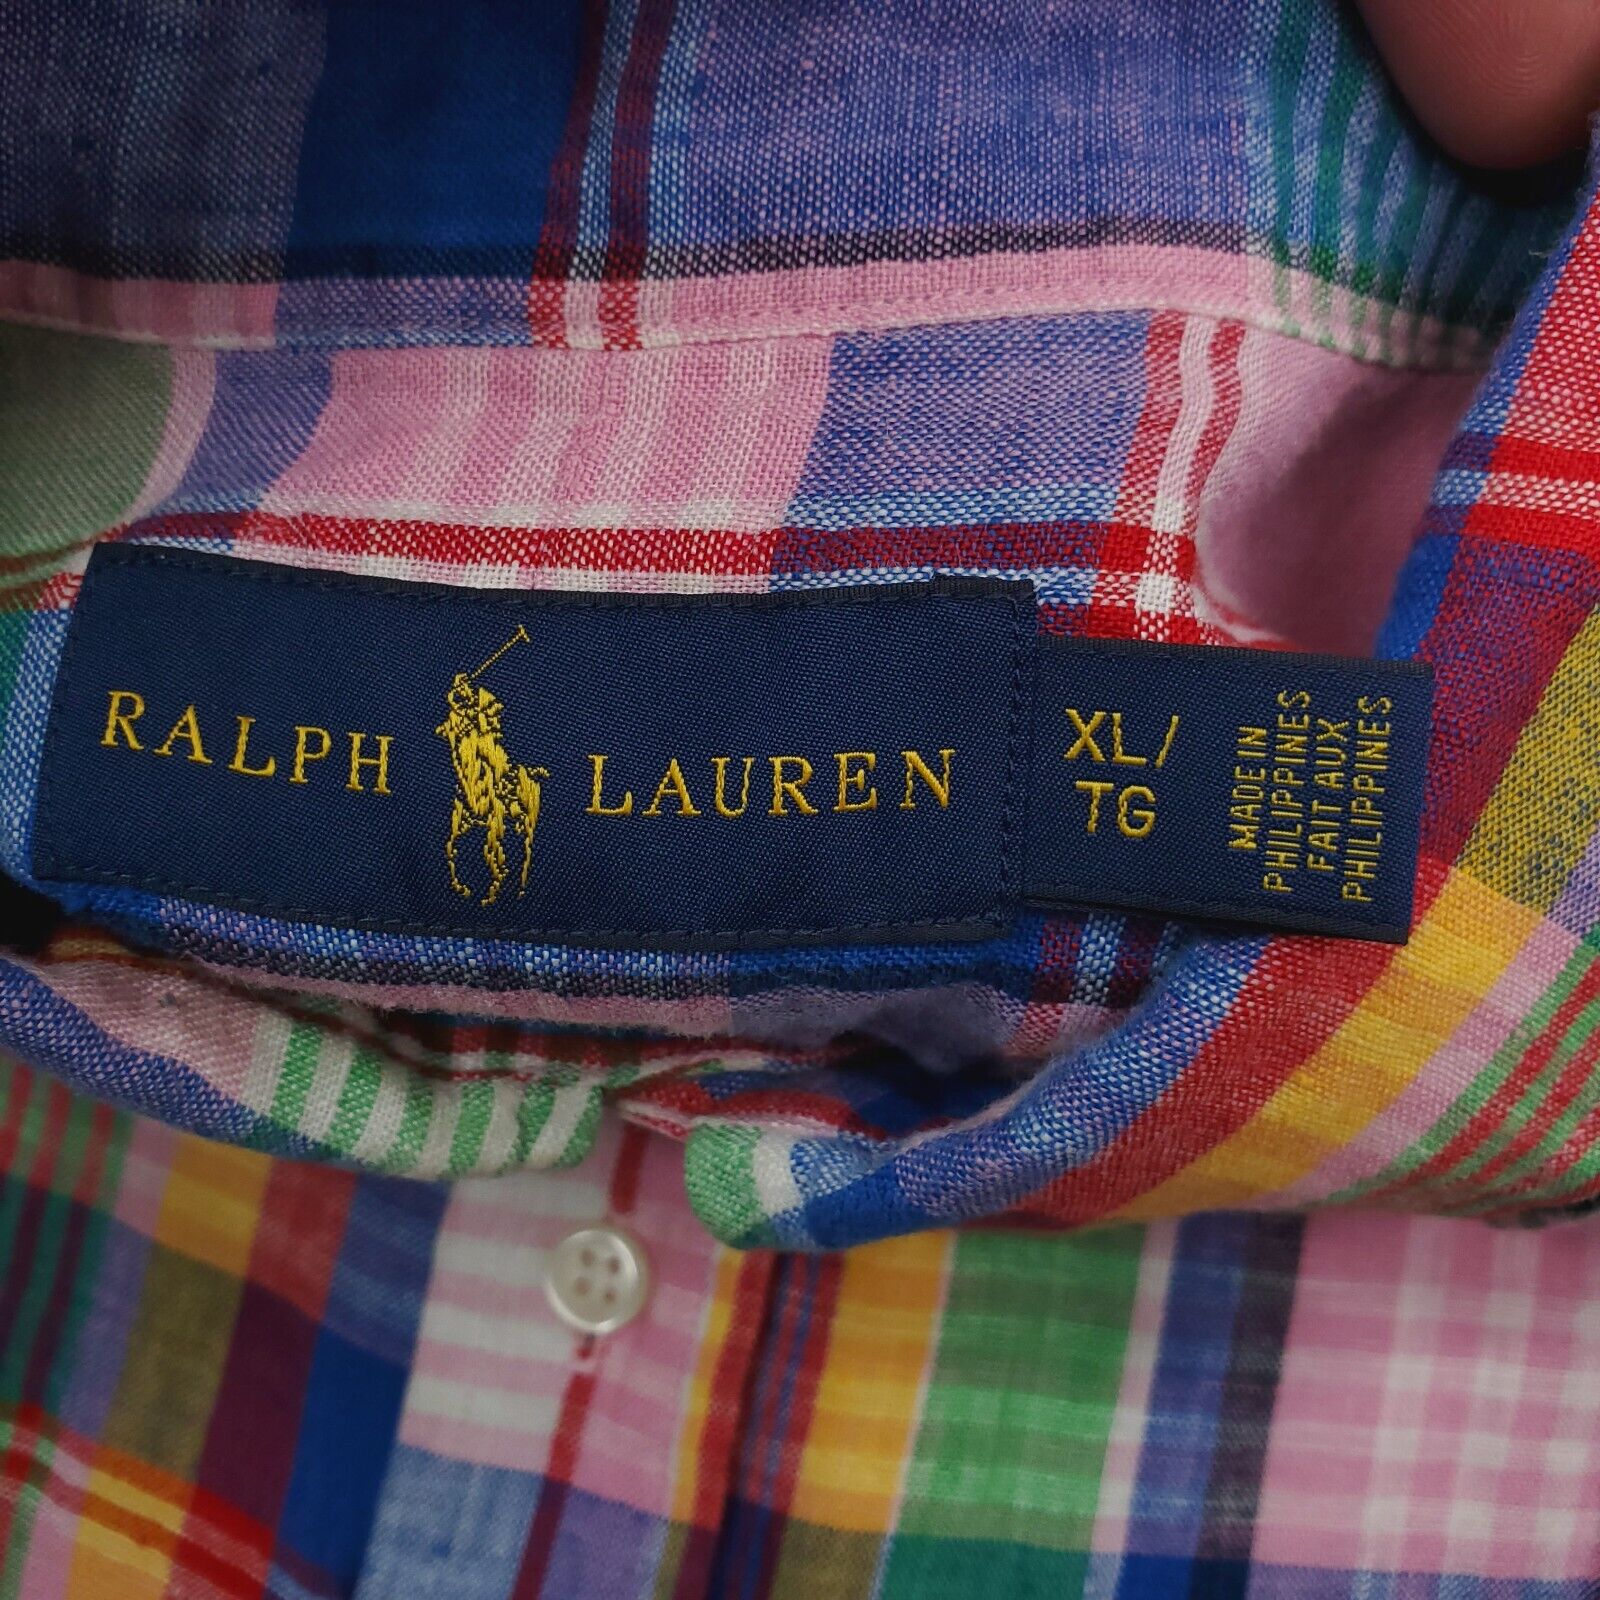 RALPH LAUREN
XL/
TG
MADE IN
PHILIPPINES
FAIT AUX
PHILIPPINES